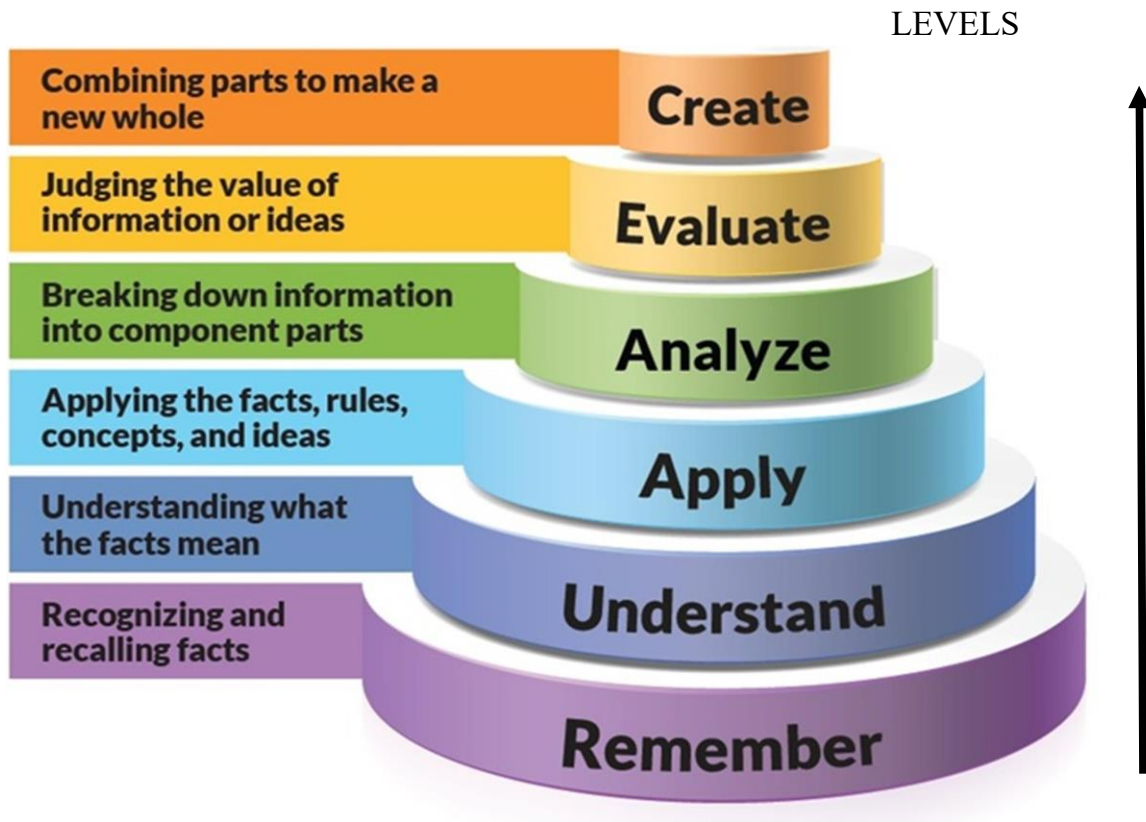 LEVELS
Combining parts to make a
new whole
Create
Judging the value of
information or ideas
Evaluate
Breaking down information
into component parts
Analyze
Applying the facts, rules,
concepts, and ideas
Apply
Understanding what
the facts mean
Understand
Recognizing and
recalling facts
Remember